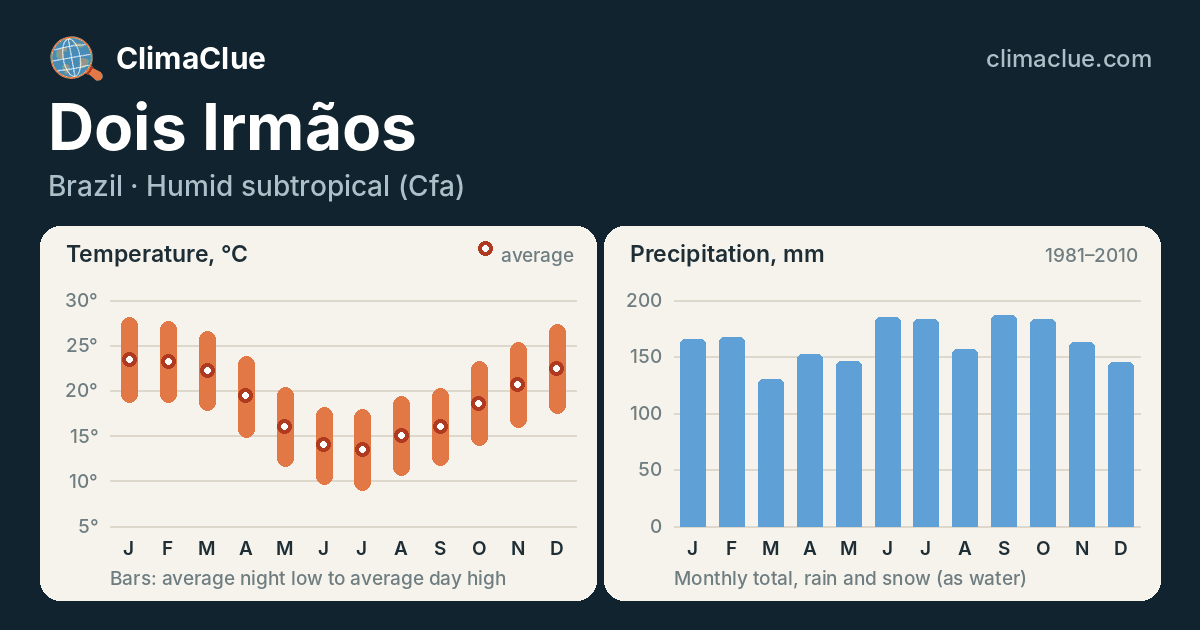 ClimaClue
climaclue.com
Dois Irmãos
Brazil · Humid subtropical (Cfa)
Temperature, °C
average
30°
25°
20°
15°
10°
5°
J F M A M J J A S O N D
Bars: average night low to average day high
Precipitation, mm
1981–2010
200
150
100
50
0
J F M A M J J A S O N D
Monthly total, rain and snow (as water)